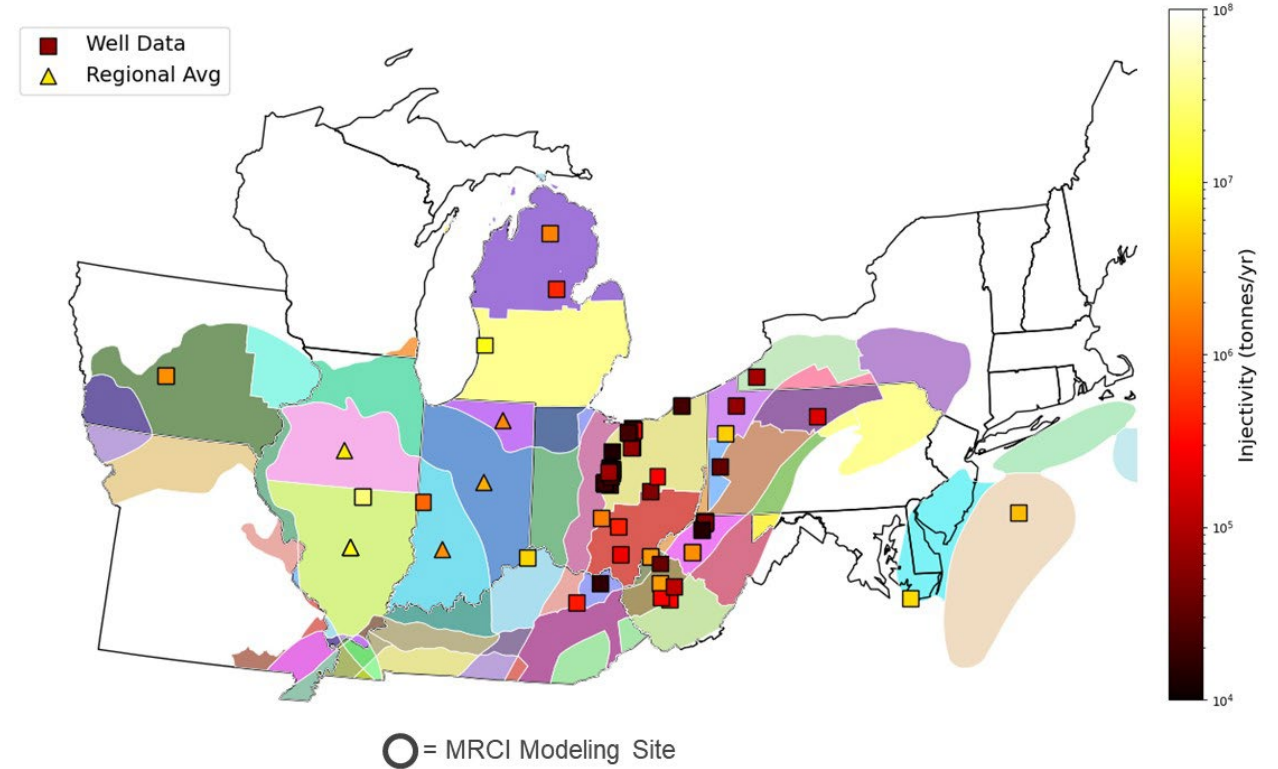 Well Data
Regional Avg
10⁸
10⁷
10⁶
10⁵
10⁴
Injectivity (tonnes/yr)
= MRCI Modeling Site